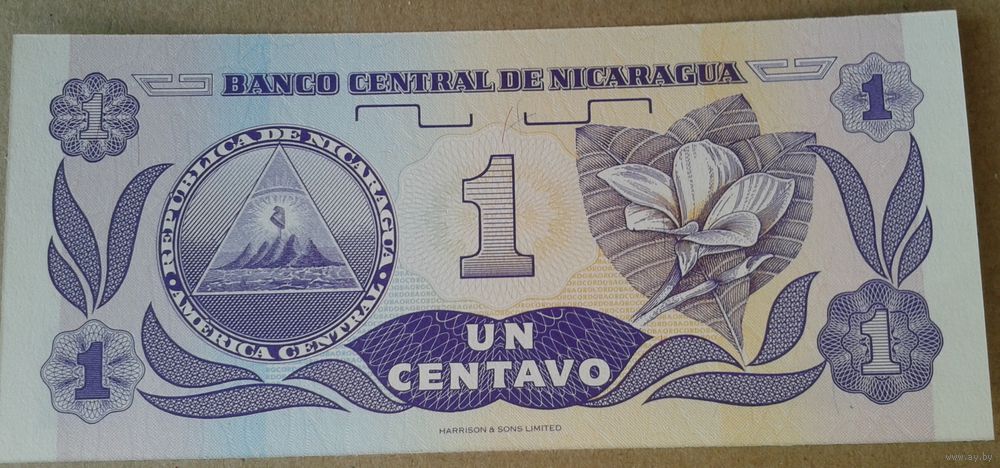 BANCO CENTRAL DE NICARAGUA
1
1
REPUBLICA DE NICARAGUA
AMERICA CENTRAL
1
CORDOBAOROCORDOBAOROCORDOBAORO
UN
CENTAVO
1
1
HARRISON & SONS LIMITED
www.ay.by